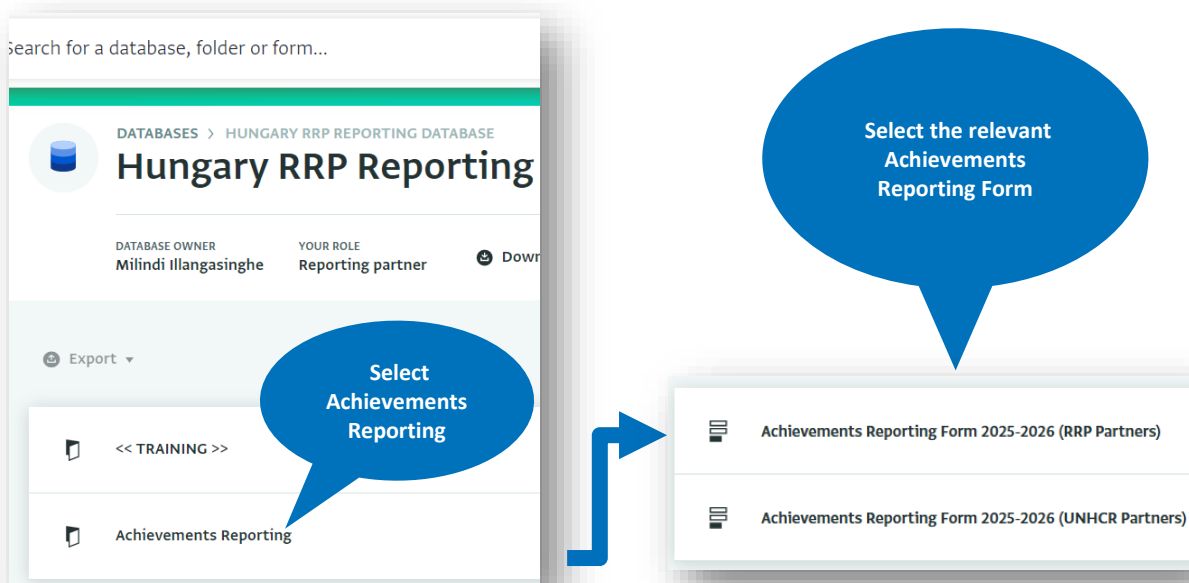 Search for a database, folder or form...
DATABASES > HUNGARY RRP REPORTING DATABASE
Hungary RRP Reporting
DATABASE OWNER
Milindi Illangasinghe
YOUR ROLE
Reporting partner
Down
Export
Select
Achievements
Reporting
<< TRAINING >>
Achievements Reporting
Select the relevant
Achievements
Reporting Form
Achievements Reporting Form 2025-2026 (RRP Partners)
Achievements Reporting Form 2025-2026 (UNHCR Partners)